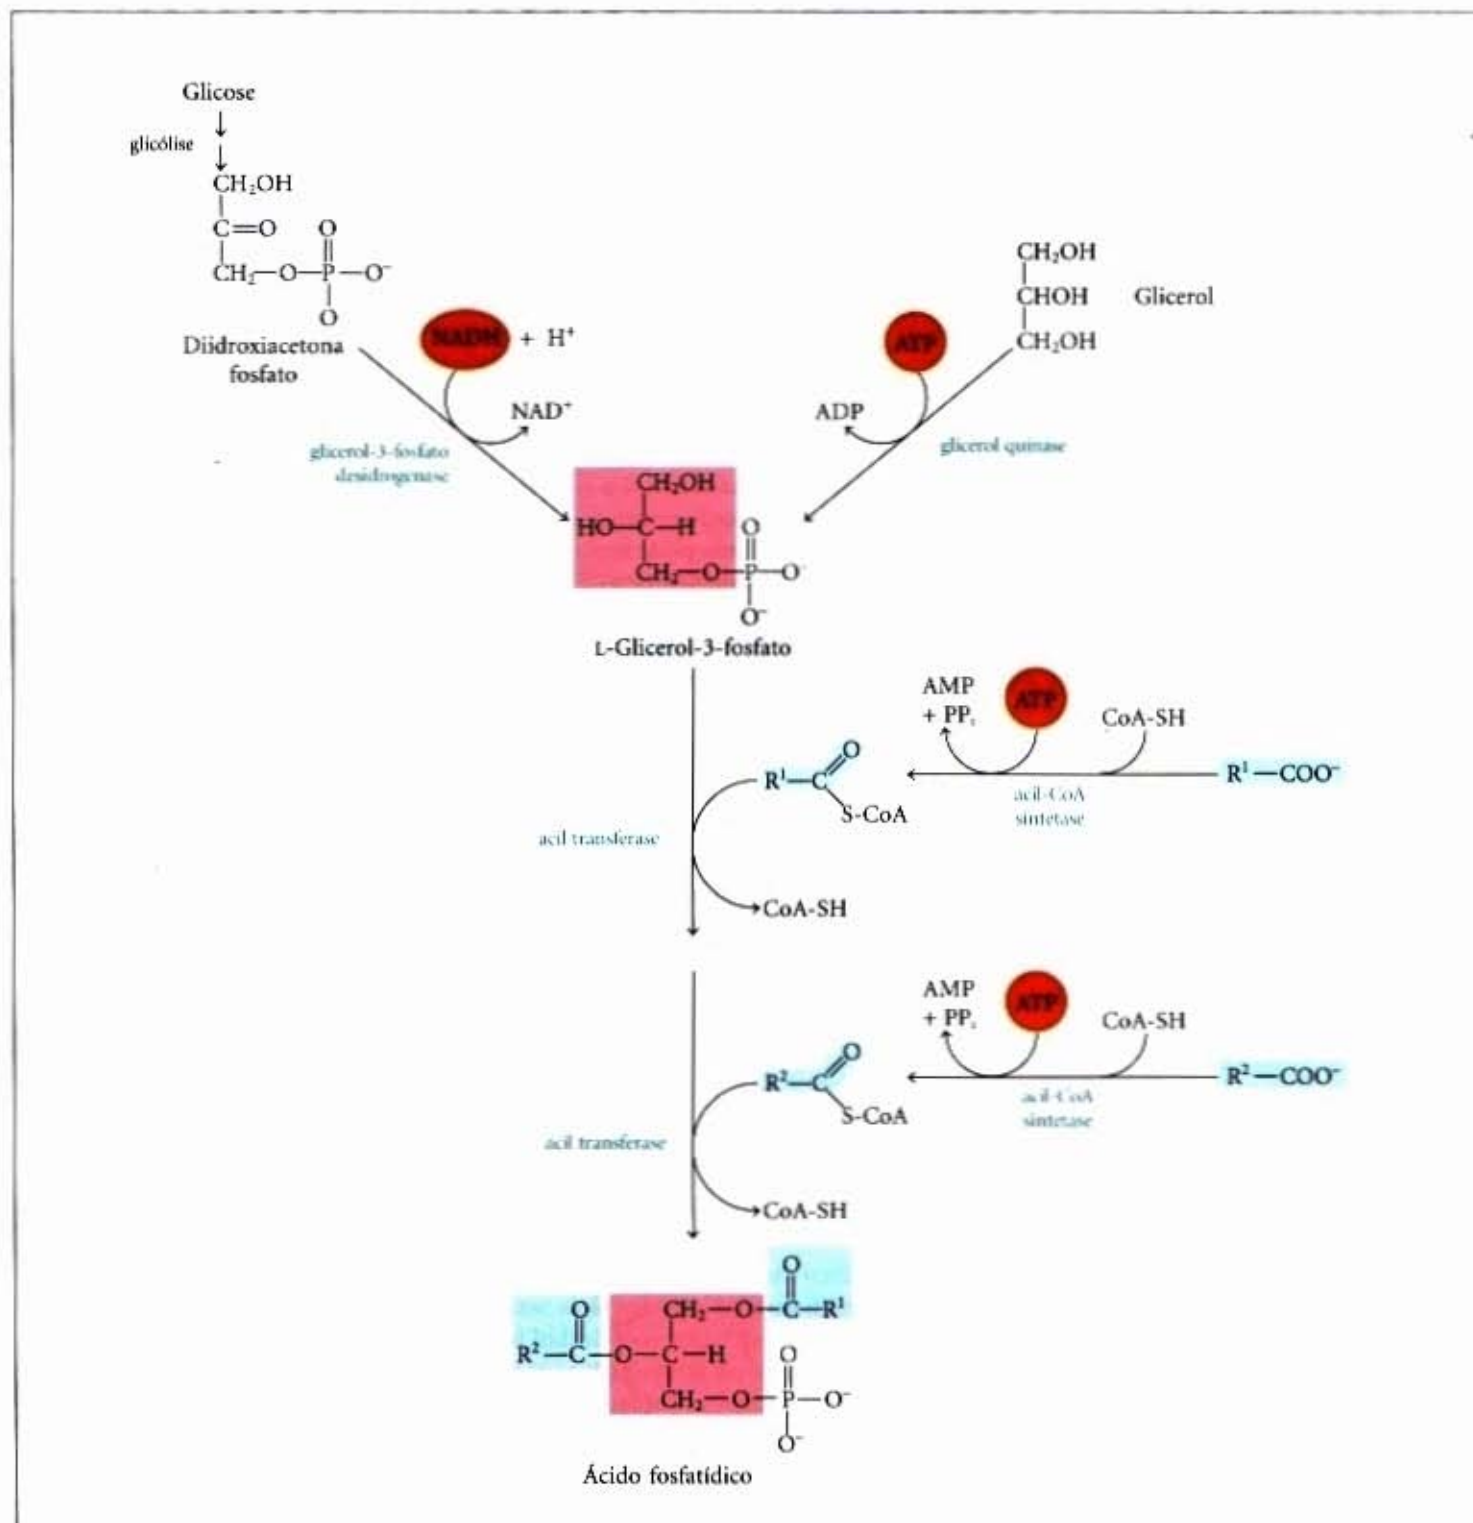 Glicose
glicólise
CH₂OH
C=O O
CH₂—O—P—O⁻
O
Diidroxiacetona
fosfato
NADH + H⁺
NAD⁺
glicerol-3-fosfato
desidrogenase
CH₂OH
CHOH Glicerol
CH₂OH
ATP
ADP
glicerol quinase
CH₂OH
HO—C—H O
CH₂—O—P—O⁻
O⁻
L-Glicerol-3-fosfato
AMP ATP CoA-SH
+ PPᵢ
R¹—COO⁻
acil-CoA
sintetase
O
R¹—C
S-CoA
acil transferase
CoA-SH
AMP ATP CoA-SH
+ PPᵢ
R²—COO⁻
acil-CoA
sintetase
O
R²—C
S-CoA
acil transferase
CoA-SH
O
O CH₂—O—C—R¹
R²—C—O—C—H O
CH₂—O—P—O⁻
O⁻
Ácido fosfatídico